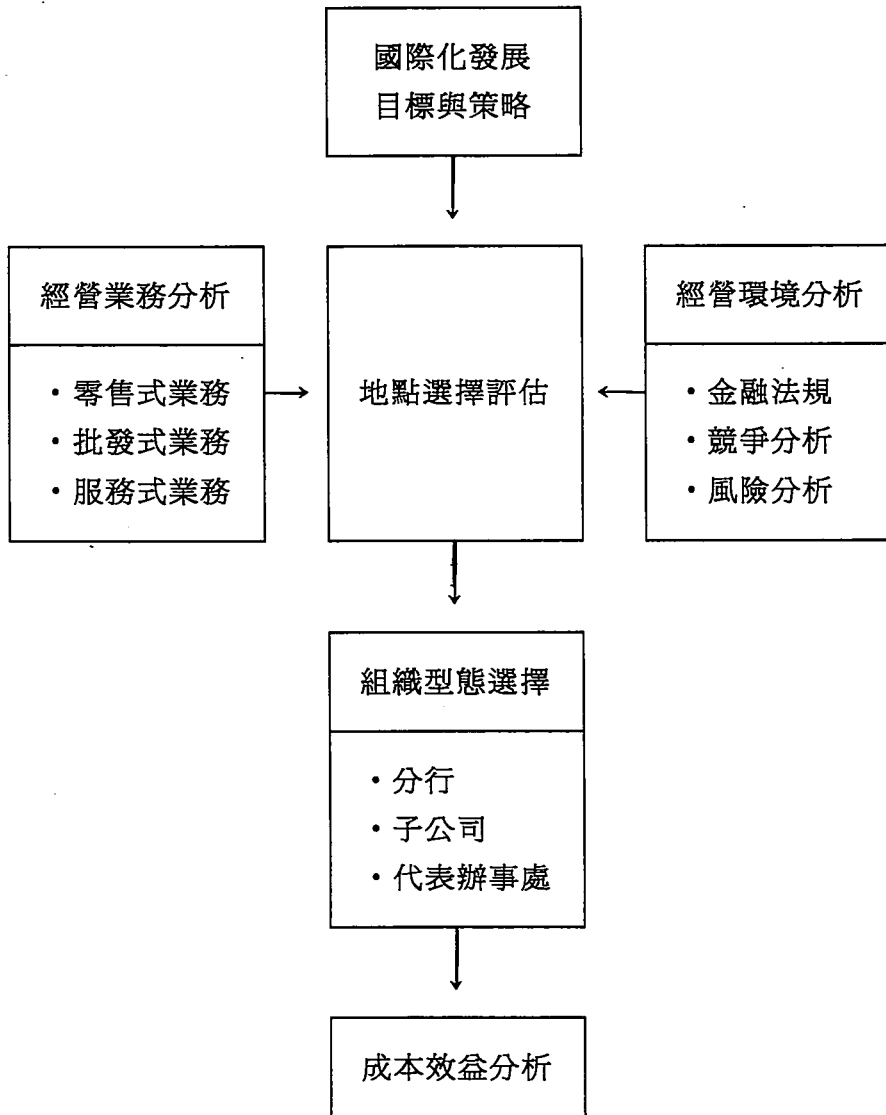 國際化發展
目標與策略
經營業務分析
・零售式業務
・批發式業務
・服務式業務
地點選擇評估
經營環境分析
・金融法規
・競爭分析
・風險分析
組織型態選擇
・分行
・子公司
・代表辦事處
成本效益分析